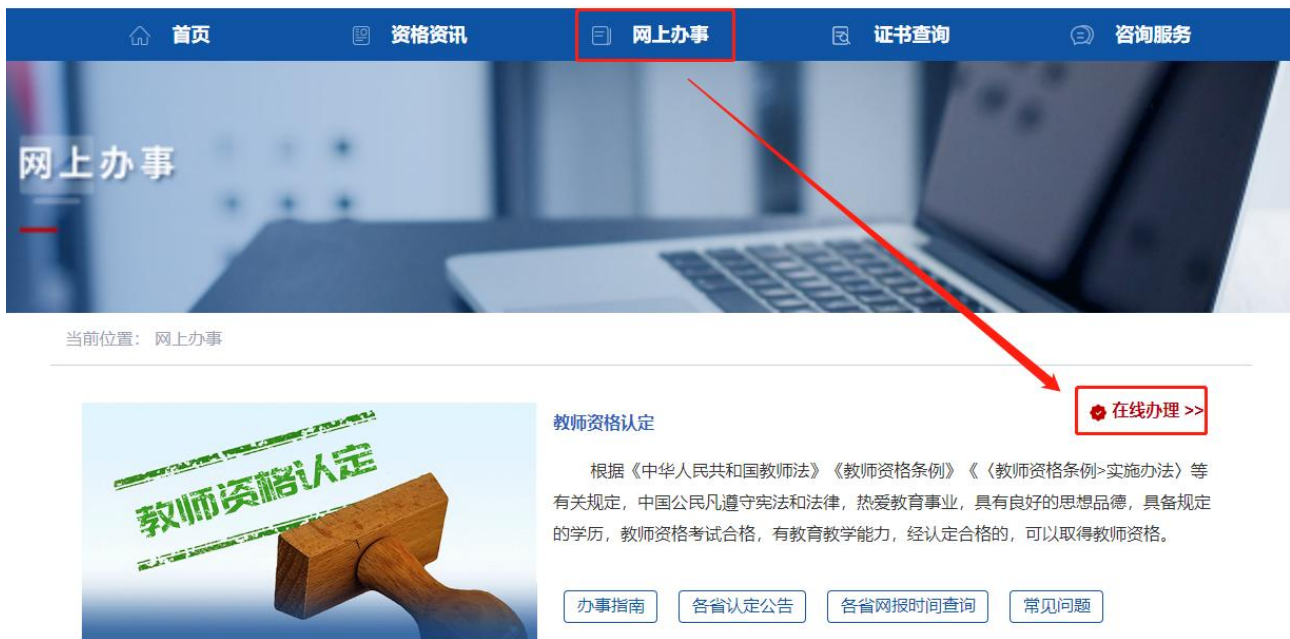 首页 资格资讯 网上办事 证书查询 咨询服务
网上办事
当前位置： 网上办事
教师资格认定
教师资格认定
在线办理 >>
根据《中华人民共和国教师法》《教师资格条例》《〈教师资格条例>实施办法〉等
有关规定，中国公民凡遵守宪法和法律，热爱教育事业，具有良好的思想品德，具备规定
的学历，教师资格考试合格，有教育教学能力，经认定合格的，可以取得教师资格。
办事指南 各省认定公告 各省网报时间查询 常见问题